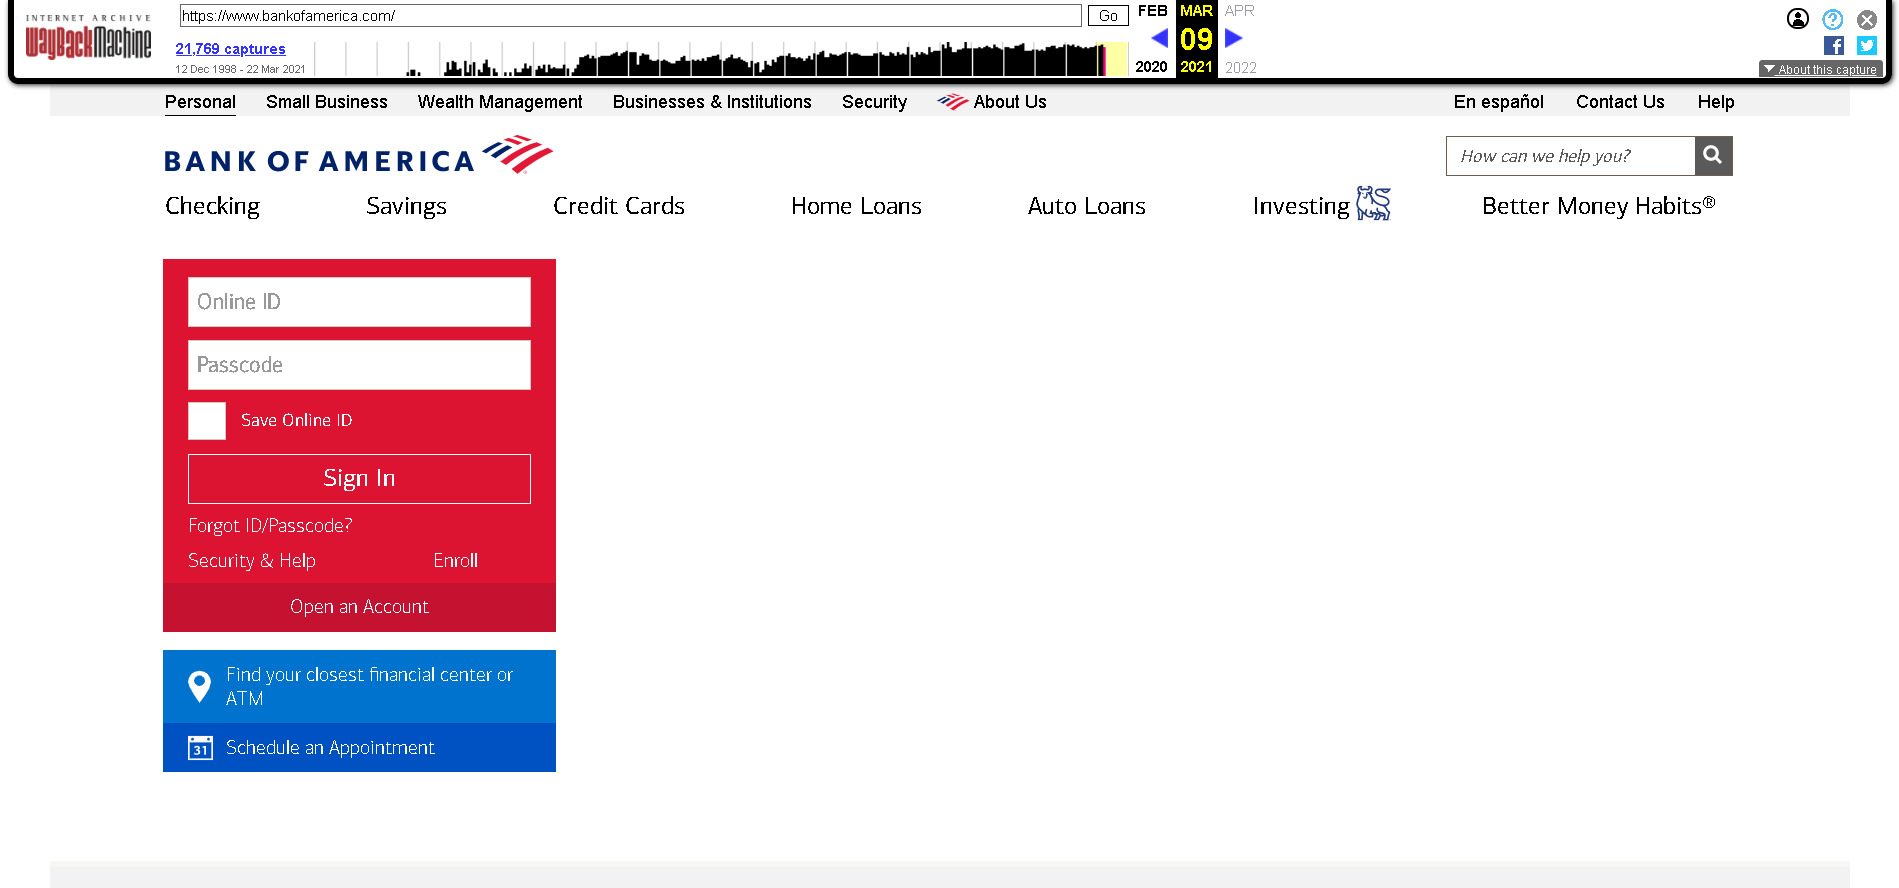 INTERNET ARCHIVE
WayBackMachine
https://www.bankofamerica.com/
Go
FEB MAR APR
21,769 captures
09
12 Dec 1998 - 22 Mar 2021
2020 2021 2022
About this capture
Personal Small Business Wealth Management Businesses & Institutions Security About Us En español Contact Us Help
BANK OF AMERICA
How can we help you?
Checking Savings Credit Cards Home Loans Auto Loans Investing Better Money Habits®
Online ID
Passcode
Save Online ID
Sign In
Forgot ID/Passcode?
Security & Help Enroll
Open an Account
Find your closest financial center or
ATM
31 Schedule an Appointment